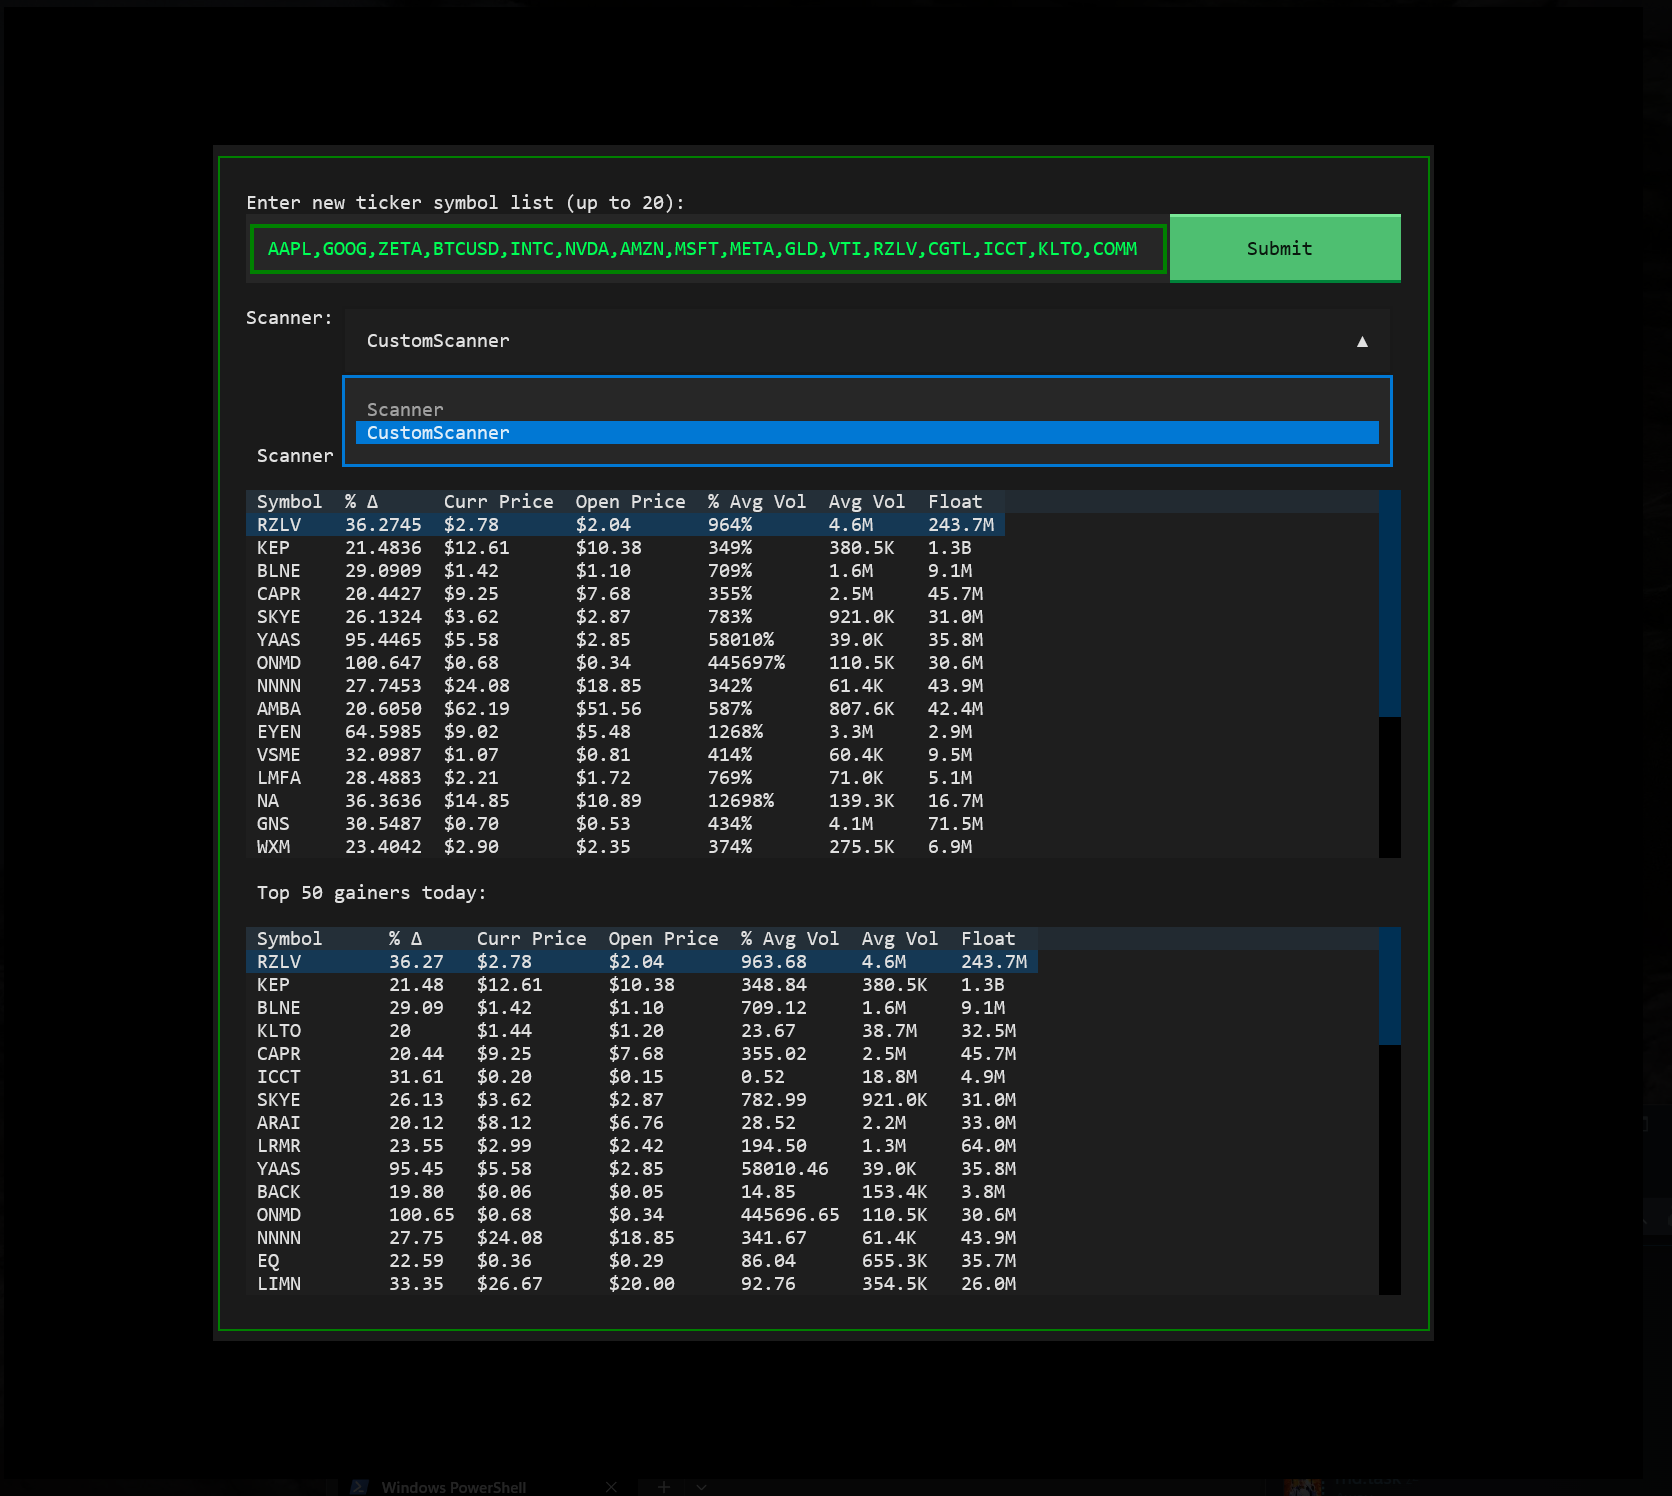 Enter new ticker symbol list (up to 20):
AAPL,GOOG,ZETA,BTCUSD,INTC,NVDA,AMZN,MSFT,META,GLD,VTI,RZLV,CGTL,ICCT,KLTO,COMM
Submit
Scanner:
CustomScanner ▲
Scanner
CustomScanner
Scanner
Symbol % Δ Curr Price Open Price % Avg Vol Avg Vol Float
RZLV 36.2745 $2.78 $2.04 964% 4.6M 243.7M
KEP 21.4836 $12.61 $10.38 349% 380.5K 1.3B
BLNE 29.0909 $1.42 $1.10 709% 1.6M 9.1M
CAPR 20.4427 $9.25 $7.68 355% 2.5M 45.7M
SKYE 26.1324 $3.62 $2.87 783% 921.0K 31.0M
YAAS 95.4465 $5.58 $2.85 58010% 39.0K 35.8M
ONMD 100.647 $0.68 $0.34 445697% 110.5K 30.6M
NNNN 27.7453 $24.08 $18.85 342% 61.4K 43.9M
AMBA 20.6050 $62.19 $51.56 587% 807.6K 42.4M
EYEN 64.5985 $9.02 $5.48 1268% 3.3M 2.9M
VSME 32.0987 $1.07 $0.81 414% 60.4K 9.5M
LMFA 28.4883 $2.21 $1.72 769% 71.0K 5.1M
NA 36.3636 $14.85 $10.89 12698% 139.3K 16.7M
GNS 30.5487 $0.70 $0.53 434% 4.1M 71.5M
WXM 23.4042 $2.90 $2.35 374% 275.5K 6.9M
Top 50 gainers today:
Symbol % Δ Curr Price Open Price % Avg Vol Avg Vol Float
RZLV 36.27 $2.78 $2.04 963.68 4.6M 243.7M
KEP 21.48 $12.61 $10.38 348.84 380.5K 1.3B
BLNE 29.09 $1.42 $1.10 709.12 1.6M 9.1M
KLTO 20 $1.44 $1.20 23.67 38.7M 32.5M
CAPR 20.44 $9.25 $7.68 355.02 2.5M 45.7M
ICCT 31.61 $0.20 $0.15 0.52 18.8M 4.9M
SKYE 26.13 $3.62 $2.87 782.99 921.0K 31.0M
ARAI 20.12 $8.12 $6.76 28.52 2.2M 33.0M
LRMR 23.55 $2.99 $2.42 194.50 1.3M 64.0M
YAAS 95.45 $5.58 $2.85 58010.46 39.0K 35.8M
BACK 19.80 $0.06 $0.05 14.85 153.4K 3.8M
ONMD 100.65 $0.68 $0.34 445696.65 110.5K 30.6M
NNNN 27.75 $24.08 $18.85 341.67 61.4K 43.9M
EQ 22.59 $0.36 $0.29 86.04 655.3K 35.7M
LIMN 33.35 $26.67 $20.00 92.76 354.5K 26.0M
Windows PowerShell